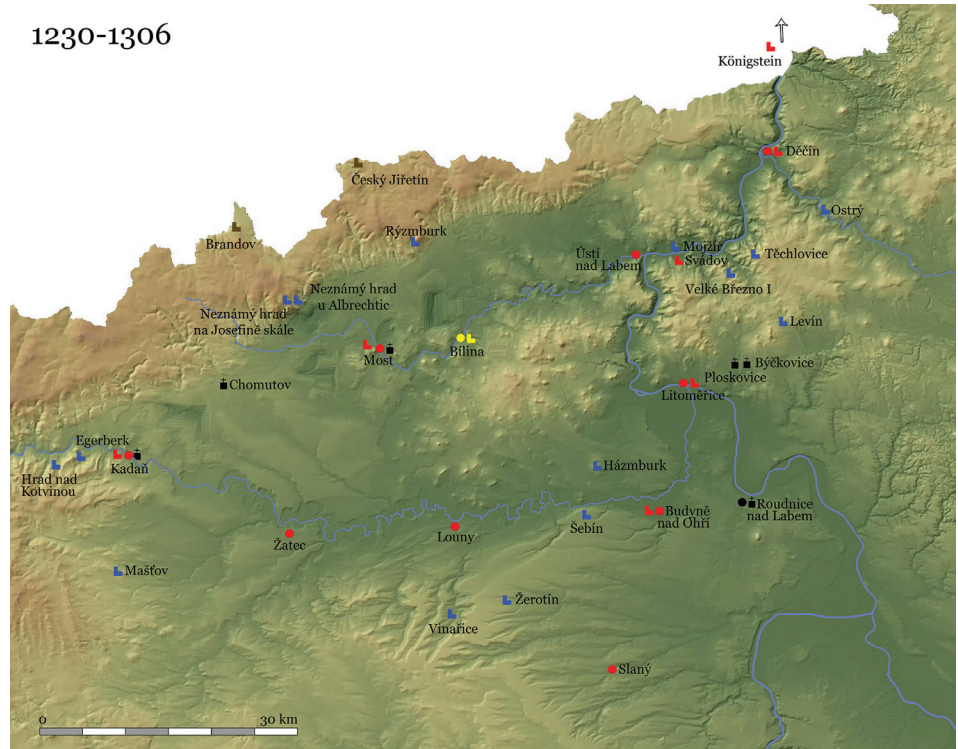 1230-1306
Königstein
Děčín
Český Jiřetín
Ostrý
Brandov
Rýzmburk
Mojžíř
Ústí
nad Labem
Svádov
Těchlovice
Velké Březno I
Neznámý hrad
u Albrechtic
Neznámý hrad
na Josefině skále
Levín
Bílina
Most
Býčkovice
Ploskovice
Chomutov
Litoměřice
Egerberk
Kadaň
Hrad nad
Kotvinou
Házmburk
Roudnice
nad Labem
Budyně
nad Ohří
Šebín
Louny
Žatec
Mašťov
Žerotín
Vinařice
Slaný
0
30 km